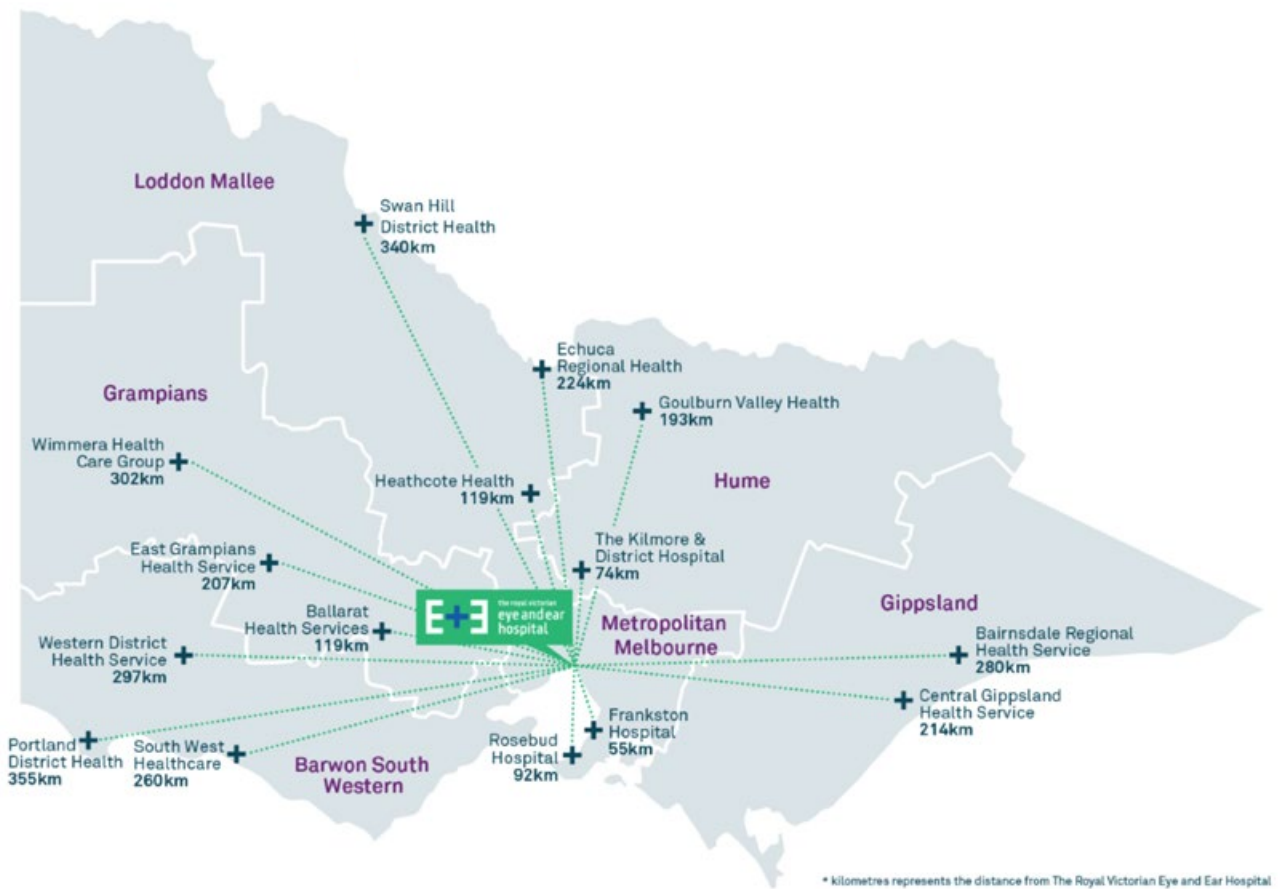 Loddon Mallee
Swan Hill
District Health
340km
Echuca
Regional Health
224km
Grampians
Goulburn Valley Health
193km
Wimmera Health
Care Group
302km
Heathcote Health
119km
Hume
The Kilmore &
District Hospital
74km
East Grampians
Health Service
207km
the royal victorian
eye and ear
hospital
Ballarat
Health Services
119km
Metropolitan
Melbourne
Gippsland
Bairnsdale Regional
Health Service
280km
Western District
Health Service
297km
Central Gippsland
Health Service
214km
Frankston
Hospital
55km
Rosebud
Hospital
92km
Portland
District Health
355km
South West
Healthcare
260km
Barwon South
Western
* kilometres represents the distance from The Royal Victorian Eye and Ear Hospital